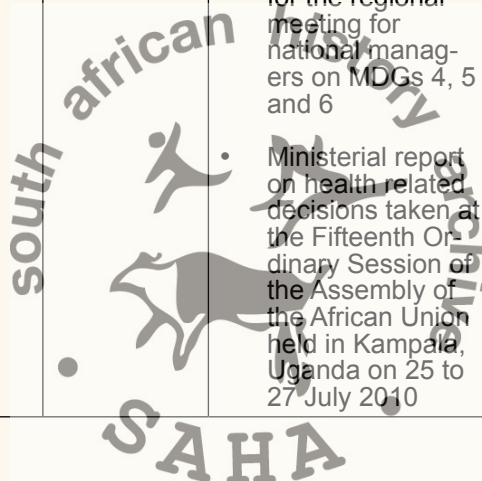 for the regional
meeting for
national manag-
ers on MDGs 4, 5
and 6
Ministerial report
on health related
decisions taken at
the Fifteenth Or-
dinary Session of
the Assembly of
the African Union
held in Kampala,
Uganda on 25 to
27 July 2010
south african history archive
SAHA